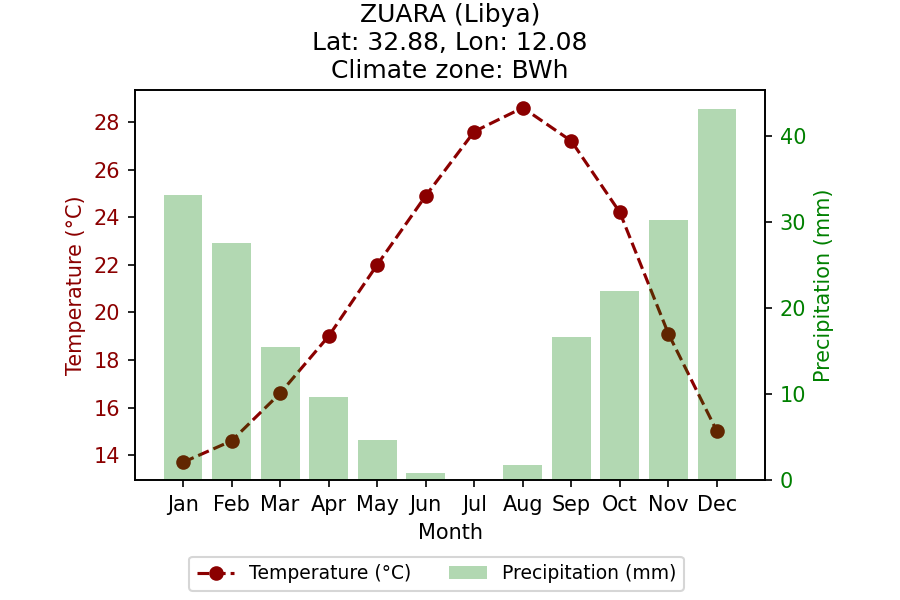 ZUARA (Libya)
Lat: 32.88, Lon: 12.08
Climate zone: BWh
Temperature (°C)
28
26
24
22
20
18
16
14
40
30
20
10
0
Precipitation (mm)
Jan Feb Mar Apr May Jun Jul Aug Sep Oct Nov Dec
Month
Temperature (°C) Precipitation (mm)